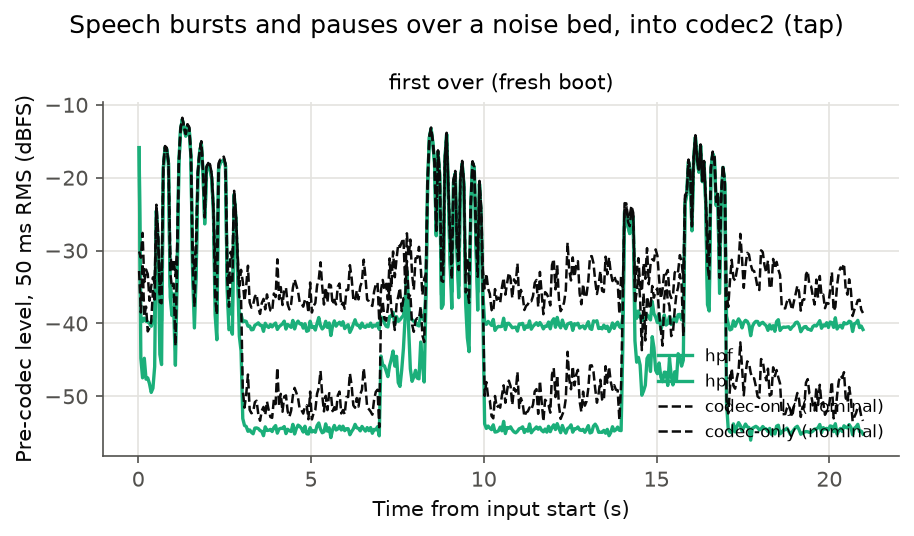 Speech bursts and pauses over a noise bed, into codec2 (tap)
first over (fresh boot)
Pre-codec level, 50 ms RMS (dBFS)
−10
−20
−30
−40
−50
hpf
hpf
codec-only (nominal)
codec-only (nominal)
0
5
10
15
20
Time from input start (s)